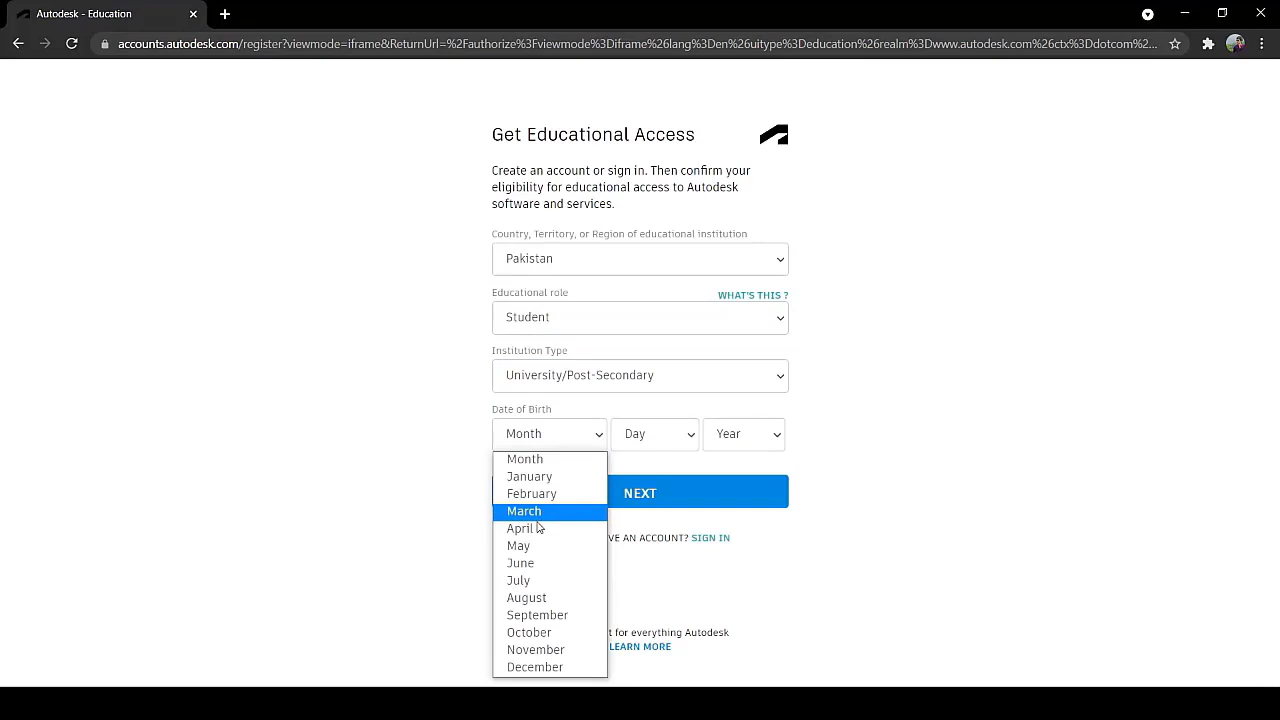 Autodesk - Education
accounts.autodesk.com/register?viewmode=iframe&ReturnUrl=%2Fauthorize%3Fviewmode%3Diframe%26lang%3Den%26uitype%3Deducation%26realm%3Dwww.autodesk.com%26ctx%3Ddotcom%2...
Get Educational Access
Create an account or sign in. Then confirm your
eligibility for educational access to Autodesk
software and services.
Country, Territory, or Region of educational institution
Pakistan
Educational role
WHAT'S THIS ?
Student
Institution Type
University/Post-Secondary
Date of Birth
Month Day Year
Month
January
February
March
April
May
June
July
August
September
October
November
December
NEXT
VE AN ACCOUNT? SIGN IN
t for everything Autodesk
LEARN MORE